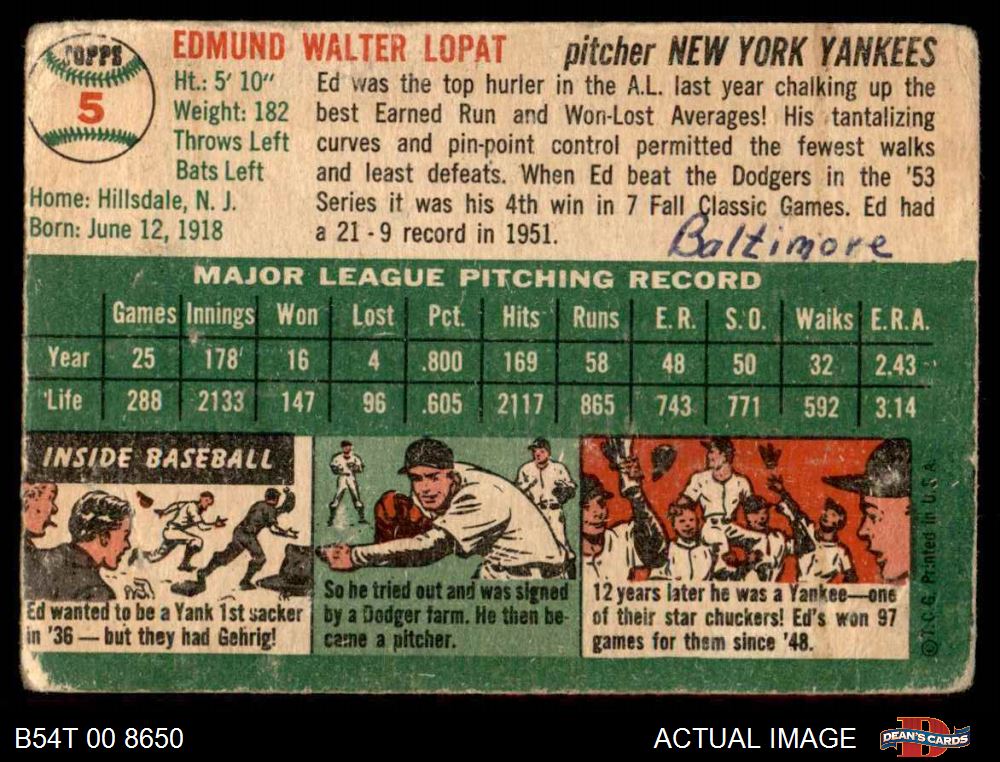 TOPPS
5
EDMUND WALTER LOPAT pitcher NEW YORK YANKEES
Ht.: 5' 10"
Weight: 182
Throws Left
Bats Left
Home: Hillsdale, N. J.
Born: June 12, 1918
Ed was the top hurler in the A.L. last year chalking up the
best Earned Run and Won-Lost Averages! His tantalizing
curves and pin-point control permitted the fewest walks
and least defeats. When Ed beat the Dodgers in the '53
Series it was his 4th win in 7 Fall Classic Games. Ed had
a 21-9 record in 1951.
Baltimore
MAJOR LEAGUE PITCHING RECORD
Games Innings Won Lost Pct. Hits Runs E.R. S.O. Walks E.R.A.
Year 25 178 16 4 .800 169 58 48 50 32 2.43
Life 288 2133 147 96 .605 2117 865 743 771 592 3.14
INSIDE BASEBALL
Ed wanted to be a Yank 1st sacker
in '36 — but they had Gehrig!
So he tried out and was signed
by a Dodger farm. He then be-
came a pitcher.
12 years later he was a Yankee—one
of their star chuckers! Ed's won 97
games for them since '48.
© T.C.G. Printed in U.S.A.
B54T 00 8650
ACTUAL IMAGE
DEAN'S CARDS